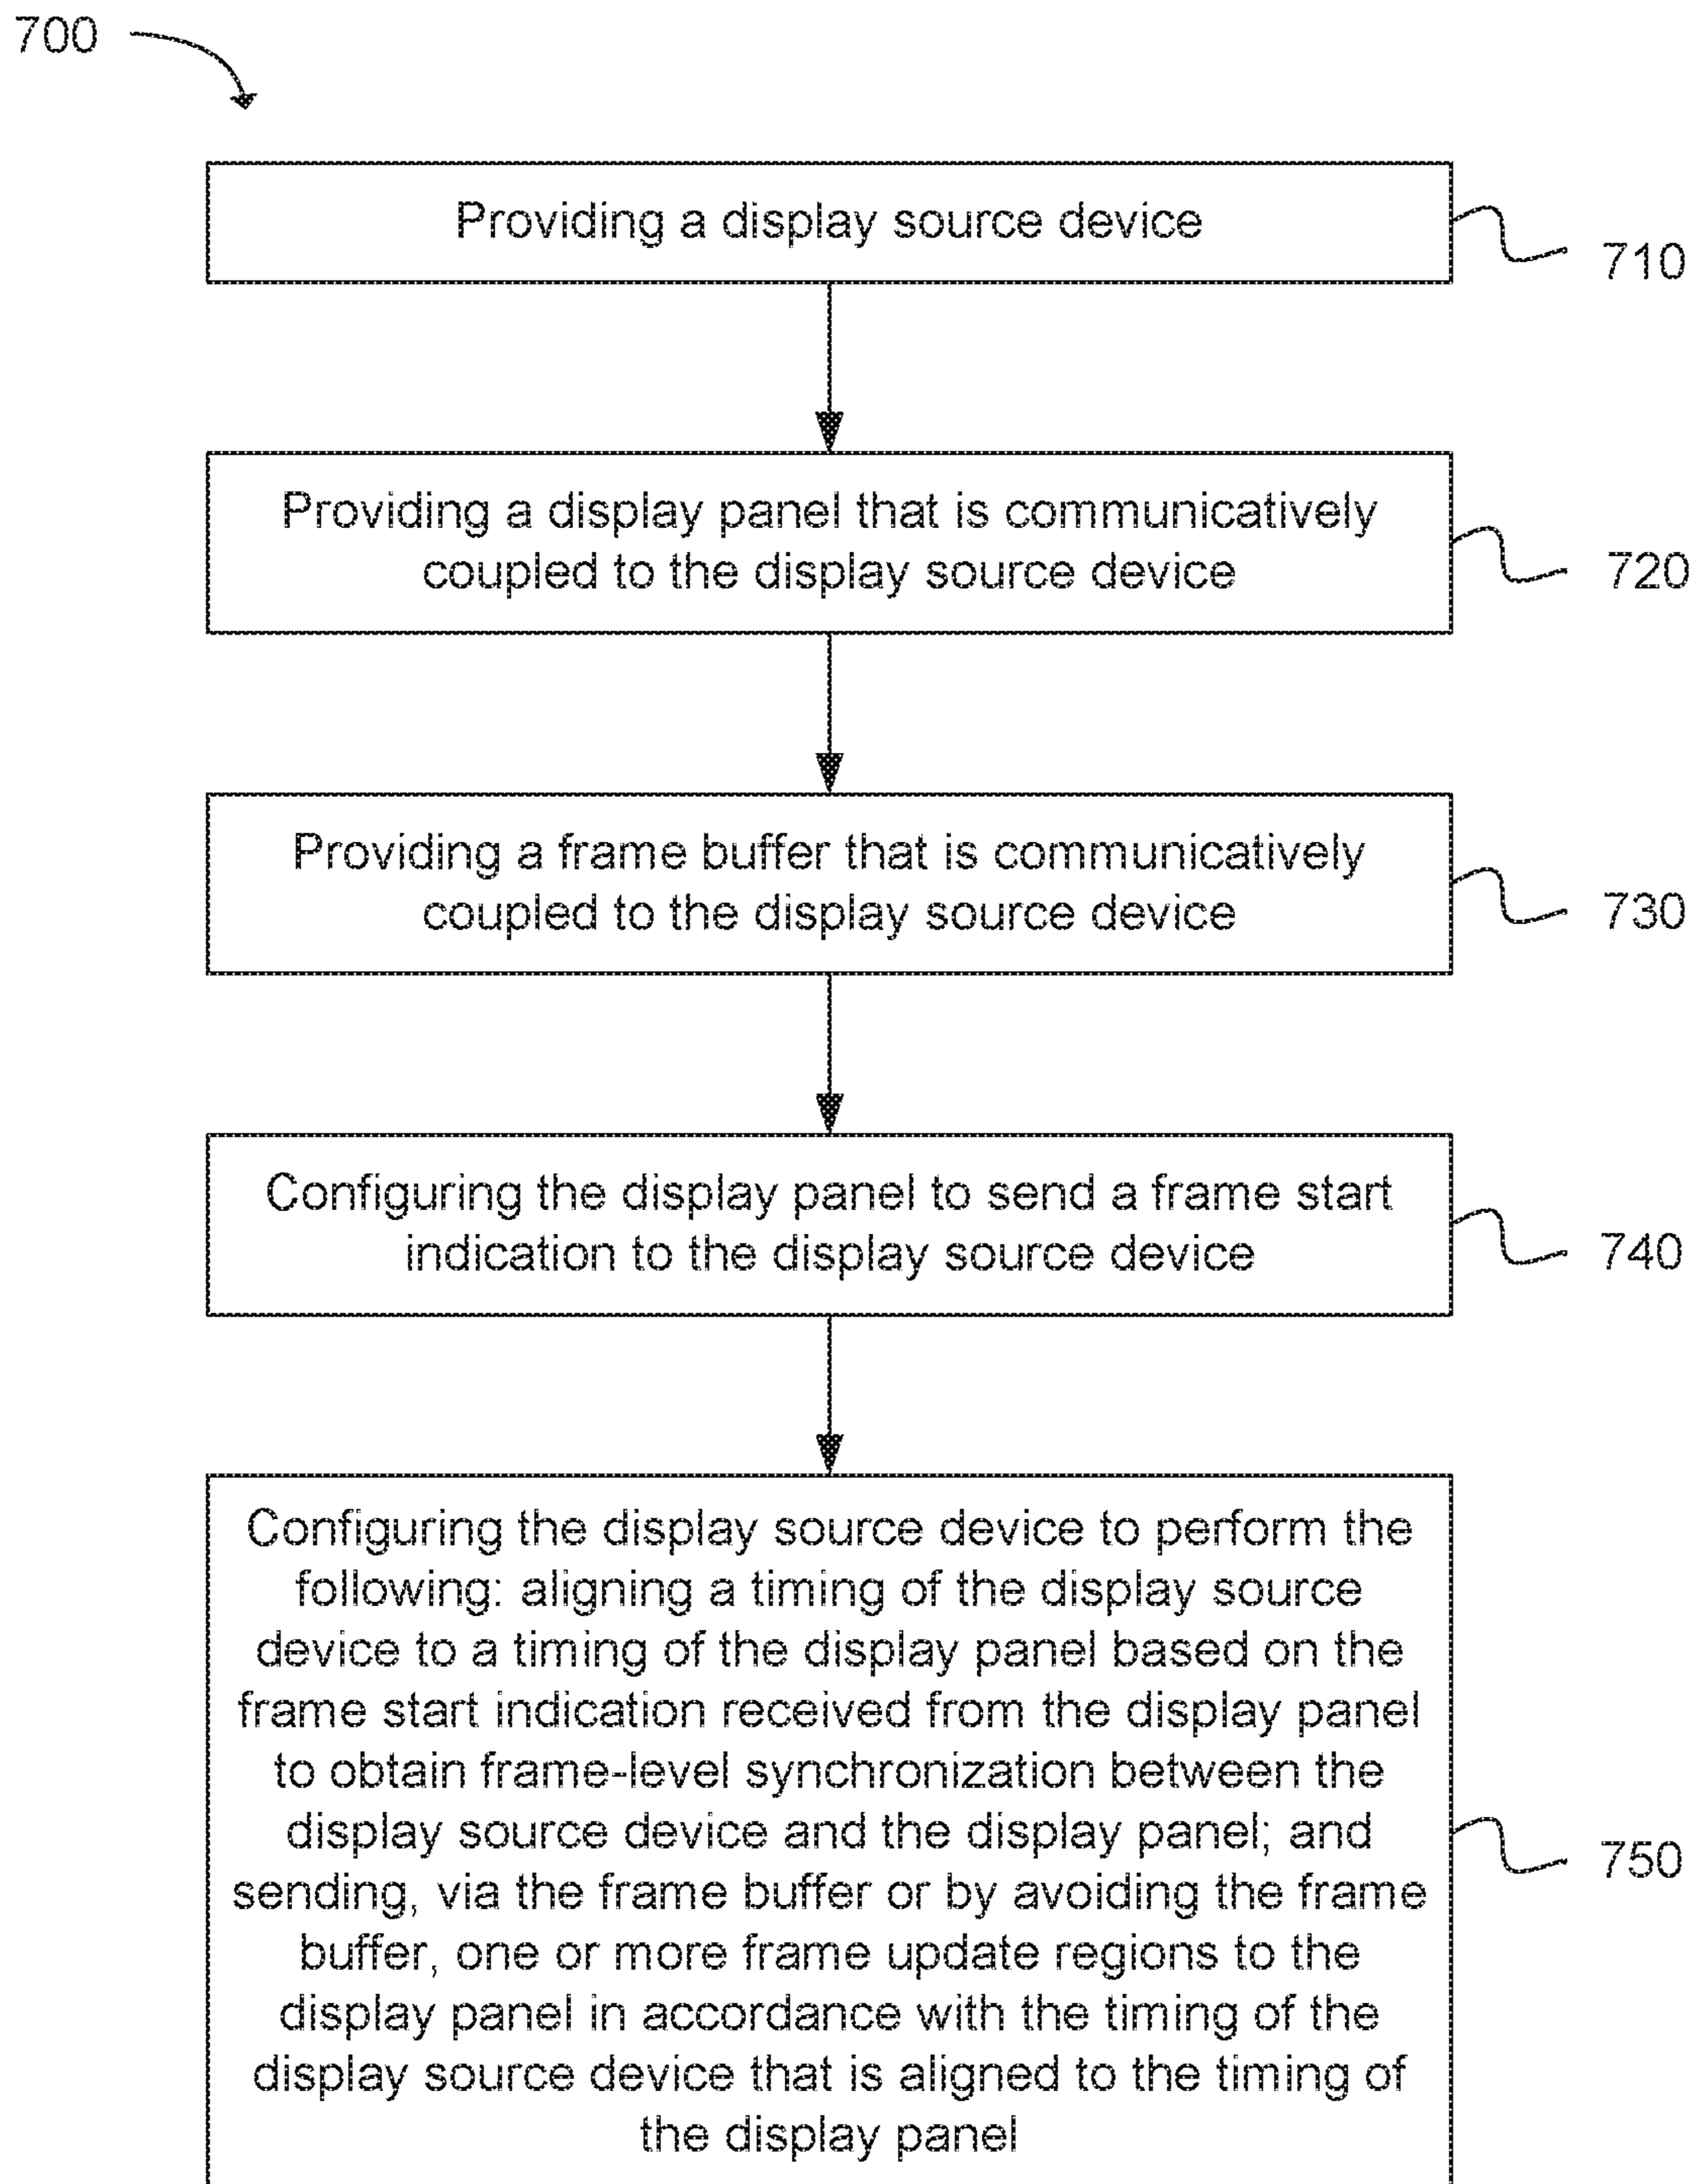 700
Providing a display source device
710
Providing a display panel that is communicatively
coupled to the display source device
720
Providing a frame buffer that is communicatively
coupled to the display source device
730
Configuring the display panel to send a frame start
indication to the display source device
740
Configuring the display source device to perform the
following: aligning a timing of the display source
device to a timing of the display panel based on the
frame start indication received from the display panel
to obtain frame-level synchronization between the
display source device and the display panel; and
sending, via the frame buffer or by avoiding the frame
buffer, one or more frame update regions to the
display panel in accordance with the timing of the
display source device that is aligned to the timing of
the display panel
750